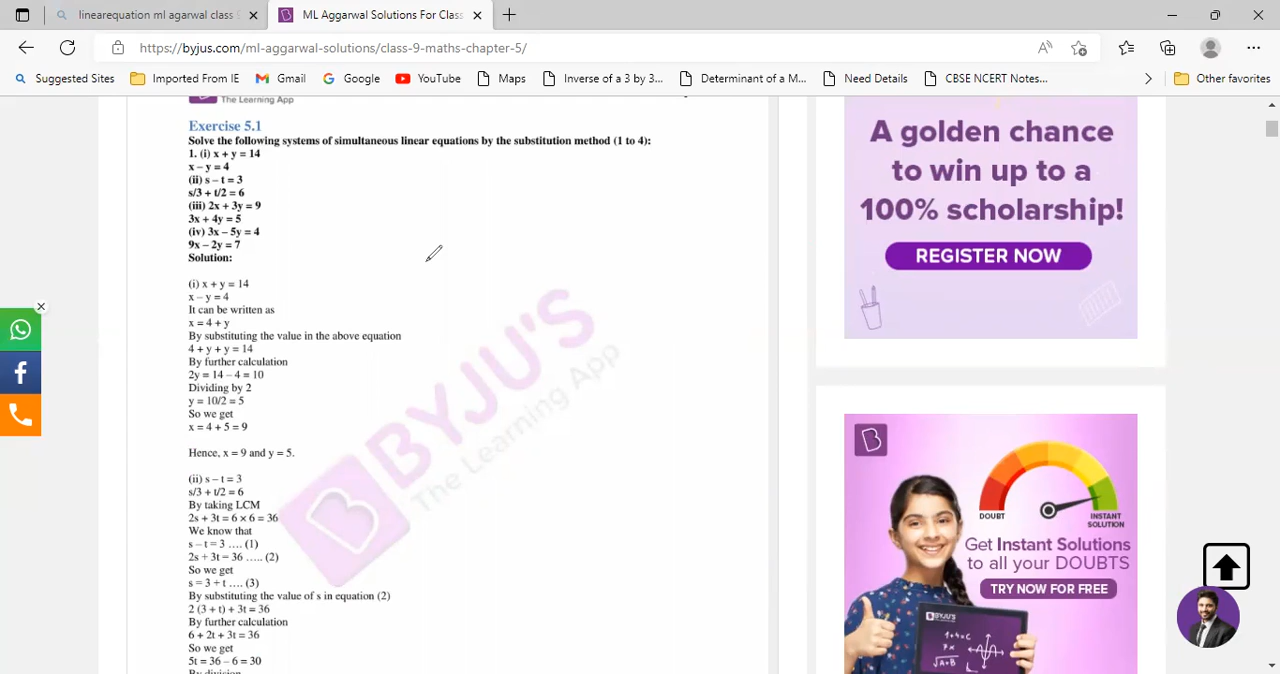 linearequation ml agarwal class
ML Aggarwal Solutions For Class
https://byjus.com/ml-aggarwal-solutions/class-9-maths-chapter-5/
Suggested Sites
Imported From IE
Gmail
Google
YouTube
Maps
Inverse of a 3 by 3...
Determinant of a M...
Need Details
CBSE NCERT Notes...
Other favorites
The Learning App
Exercise 5.1
Solve the following systems of simultaneous linear equations by the substitution method (1 to 4):
1. (i) x + y = 14
x – y = 4
(ii) s – t = 3
s/3 + t/2 = 6
(iii) 2x + 3y = 9
3x + 4y = 5
(iv) 3x – 5y = 4
9x – 2y = 7
Solution:
(i) x + y = 14
x – y = 4
It can be written as
x = 4 + y
By substituting the value in the above equation
4 + y + y = 14
By further calculation
2y = 14 – 4 = 10
Dividing by 2
y = 10/2 = 5
So we get
x = 4 + 5 = 9
Hence, x = 9 and y = 5.
(ii) s – t = 3
s/3 + t/2 = 6
By taking LCM
2s + 3t = 6 × 6 = 36
We know that
s – t = 3 …. (1)
2s + 3t = 36 ….. (2)
So we get
s = 3 + t …. (3)
By substituting the value of s in equation (2)
2 (3 + t) + 3t = 36
By further calculation
6 + 2t + 3t = 36
So we get
5t = 36 – 6 = 30
By division
BYJU'S
The Learning App
A golden chance
to win up to a
100% scholarship!
REGISTER NOW
DOUBT
INSTANT
SOLUTION
Get Instant Solutions
to all your DOUBTS
TRY NOW FOR FREE
BYJU'S